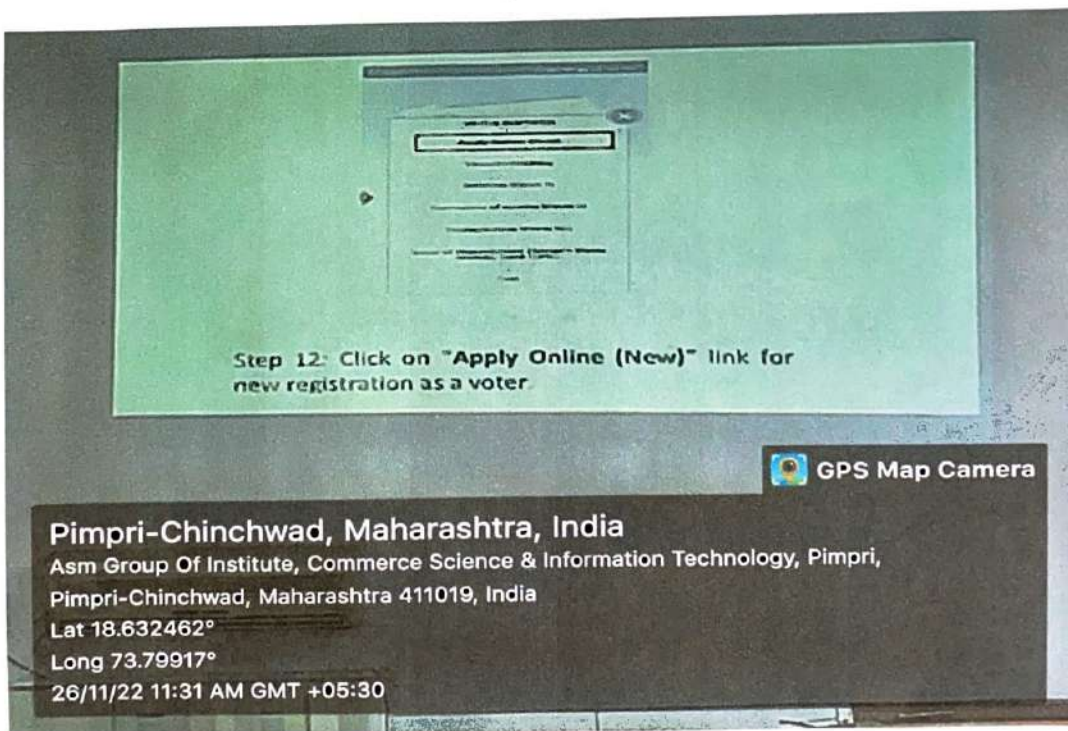 Step 12: Click on "Apply Online (New)" link for
new registration as a voter.
GPS Map Camera
Pimpri-Chinchwad, Maharashtra, India
Asm Group Of Institute, Commerce Science & Information Technology, Pimpri,
Pimpri-Chinchwad, Maharashtra 411019, India
Lat 18.632462°
Long 73.79917°
26/11/22 11:31 AM GMT +05:30